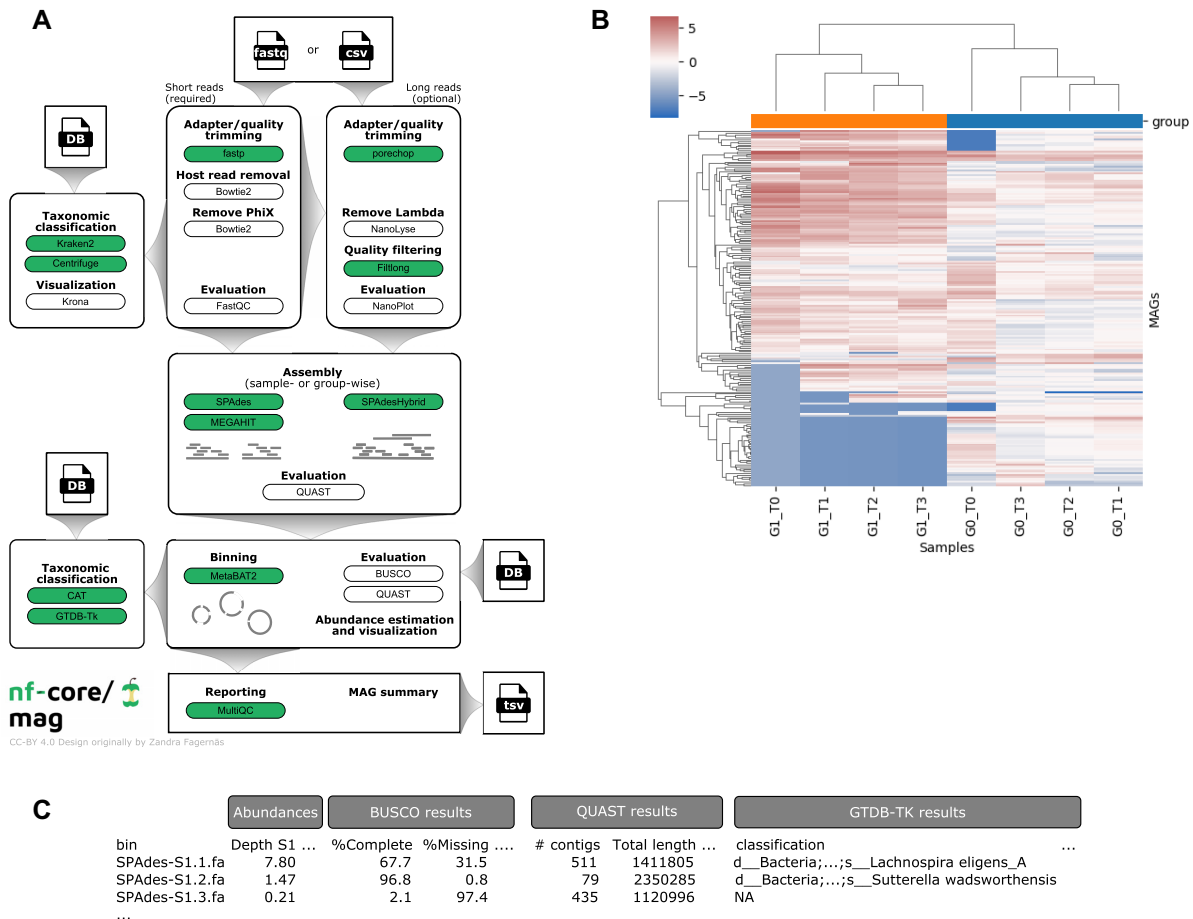 A
fastq or csv
Short reads
(required)
Long reads
(optional)
DB
Adapter/quality
trimming
fastp
Host read removal
Bowtie2
Remove PhiX
Bowtie2
Evaluation
FastQC
Adapter/quality
trimming
porechop
Remove Lambda
NanoLyse
Quality filtering
Filtlong
Evaluation
NanoPlot
Taxonomic
classification
Kraken2
Centrifuge
Visualization
Krona
Assembly
(sample- or group-wise)
SPAdes
SPAdesHybrid
MEGAHIT
Evaluation
QUAST
DB
Taxonomic
classification
CAT
GTDB-Tk
Binning
MetaBAT2
Evaluation
BUSCO
QUAST
Abundance estimation
and visualization
DB
Reporting
MultiQC
MAG summary
tsv
nf-core/
mag
CC-BY 4.0 Design originally by Zandra Fagernäs
B
5
0
−5
group
MAGs
G1_T0 G1_T1 G1_T2 G1_T3 G0_T0 G0_T3 G0_T2 G0_T1
Samples
C
Abundances BUSCO results QUAST results GTDB-TK results
bin Depth S1 ... %Complete %Missing .... # contigs Total length ... classification ...
SPAdes-S1.1.fa 7.80 67.7 31.5 511 1411805 d__Bacteria;...;s__Lachnospira eligens_A
SPAdes-S1.2.fa 1.47 96.8 0.8 79 2350285 d__Bacteria;...;s__Sutterella wadsworthensis
SPAdes-S1.3.fa 0.21 2.1 97.4 435 1120996 NA
...